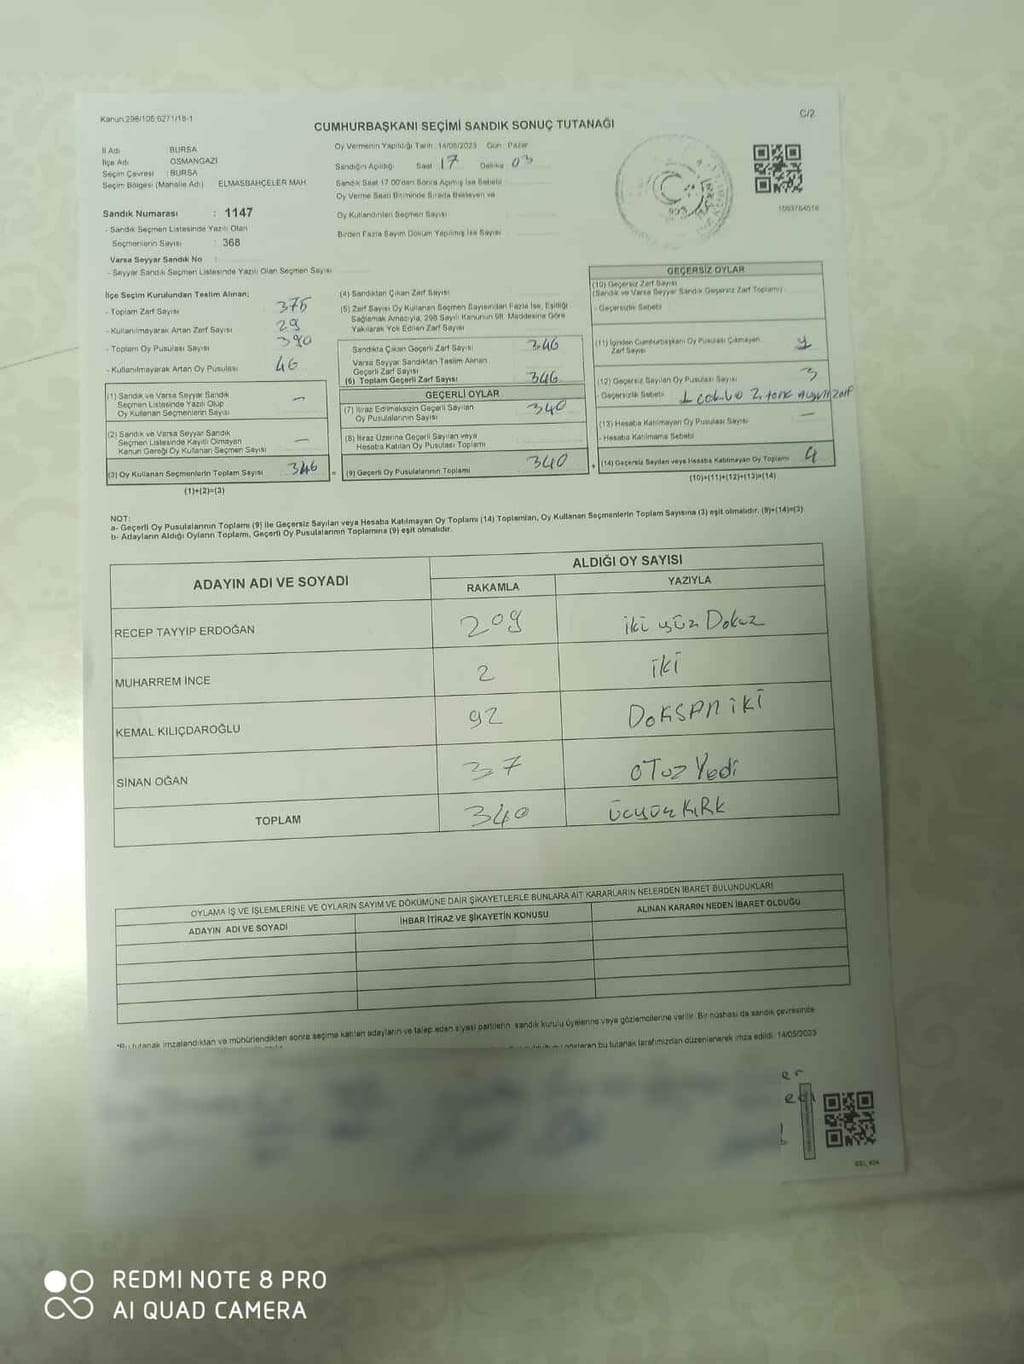 Kanun:298/105;6271/18-1
C/2
CUMHURBAŞKANI SEÇİMİ SANDIK SONUÇ TUTANAĞI
İl Adı : BURSA
İlçe Adı : OSMANGAZİ
Seçim Çevresi : BURSA
Seçim Bölgesi (Mahalle Adı) : ELMASBAHÇELER MAH.
Sandık Numarası : 1147
- Sandık Seçmen Listesinde Yazılı Olan
Seçmenlerin Sayısı : 368
Varsa Seyyar Sandık No :
- Seyyar Sandık Seçmen Listesinde Yazılı Olan Seçmen Sayısı
Oy Vermenin Yapıldığı Tarih: 14/05/2023 Gün: Pazar
Sandığın Açıldığı Saat 17 Dakika 03
Sandık Saat 17.00'den Sonra Açılmış İse Sebebi
Oy Verme Saati Bitiminde Sırada Bekleyen ve
Oy Kullandırılan Seçmen Sayısı
Birden Fazla Sayım Döküm Yapılmış İse Sayısı
İlçe Seçim Kurulundan Teslim Alınan;
- Toplam Zarf Sayısı 375
- Kullanılmayarak Artan Zarf Sayısı 29
- Toplam Oy Pusulası Sayısı 390
- Kullanılmayarak Artan Oy Pusulası 46
(1) Sandık ve Varsa Seyyar Sandık
Seçmen Listesinde Yazılı Olup
Oy Kullanan Seçmenlerin Sayısı —
(2) Sandık ve Varsa Seyyar Sandık
Seçmen Listesinde Kayıtlı Olmayan
Kanun Gereği Oy Kullanan Seçmen Sayısı —
(3) Oy Kullanan Seçmenlerin Toplam Sayısı 346
(1)+(2)=(3)
(4) Sandıktan Çıkan Zarf Sayısı
(5) Zarf Sayısı Oy Kullanan Seçmen Sayısından Fazla İse, Eşitliği
Sağlamak Amacıyla, 298 Sayılı Kanunun 98. Maddesine Göre
Yakılarak Yok Edilen Zarf Sayısı
Sandıkta Çıkan Geçerli Zarf Sayısı 346
Varsa Seyyar Sandıktan Teslim Alınan
Geçerli Zarf Sayısı
(6) Toplam Geçerli Zarf Sayısı 346
GEÇERLİ OYLAR
(7) İtiraz Edilmeksizin Geçerli Sayılan
Oy Pusulalarının Sayısı 340
(8) İtiraz Üzerine Geçerli Sayılan veya
Hesaba Katılan Oy Pusulası Toplamı
= (9) Geçerli Oy Pusulalarının Toplamı 340
1093764516
GEÇERSİZ OYLAR
(10) Geçersiz Zarf Sayısı
(Sandık ve Varsa Seyyar Sandık Geçersiz Zarf Toplamı)
- Geçersizlik Sebebi
(11) İçinden Cumhurbaşkanı Oy Pusulası Çıkmayan
Zarf Sayısı
(12) Geçersiz Sayılan Oy Pusulası Sayısı 3
- Geçersizlik Sebebi
(13) Hesaba Katılmayan Oy Pusulası Sayısı —
- Hesaba Katılmama Sebebi
+ (14) Geçersiz Sayılan veya Hesaba Katılmayan Oy Toplamı 4
(10)+(11)+(12)+(13)=(14)
NOT:
a- Geçerli Oy Pusulalarının Toplamı (9) ile Geçersiz Sayılan veya Hesaba Katılmayan Oy Toplamı (14) Toplamları, Oy Kullanan Seçmenlerin Toplam Sayısına (3) eşit olmalıdır. (9)+(14)=(3)
b- Adayların Aldığı Oyların Toplamı, Geçerli Oy Pusulalarının Toplamına (9) eşit olmalıdır.
ADAYIN ADI VE SOYADI ALDIĞI OY SAYISI
RAKAMLA YAZIYLA
RECEP TAYYİP ERDOĞAN 209 iki yüz Dokuz
MUHARREM İNCE 2 iki
KEMAL KILIÇDAROĞLU 92 DOKSAN iKİ
SİNAN OĞAN 37 OTuz Yedi
TOPLAM 340 ÜÇYÜZ KIRK
OYLAMA İŞ VE İŞLEMLERİNE VE OYLARIN SAYIM VE DÖKÜMÜNE DAİR ŞİKAYETLERLE BUNLARA AİT KARARLARIN NELERDEN İBARET BULUNDUKLARI
ADAYIN ADI VE SOYADI İHBAR İTİRAZ VE ŞİKAYETİN KONUSU ALINAN KARARIN NEDEN İBARET OLDUĞU
*Bu tutanak imzalandıktan ve mühürlendikten sonra seçime katılan adayların ve talep eden siyasi partilerin sandık kurulu üyelerine veya gözlemcilerine verilir. Bir nüshası da sandık çevresinde
bu tutanak tarafımızdan düzenlenerek imza edildi. 14/05/2023
REDMI NOTE 8 PRO
AI QUAD CAMERA